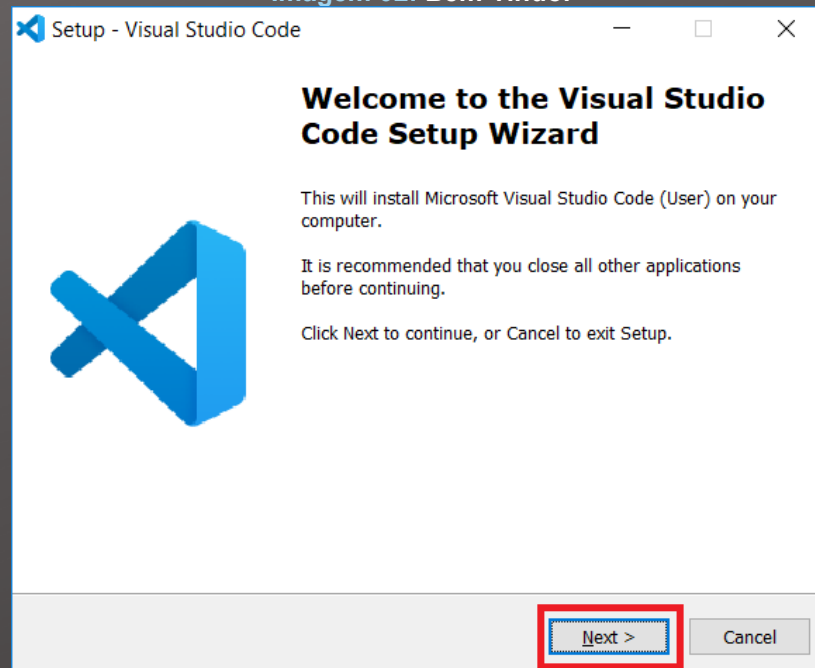 Setup - Visual Studio Code
Welcome to the Visual Studio
Code Setup Wizard
This will install Microsoft Visual Studio Code (User) on your
computer.
It is recommended that you close all other applications
before continuing.
Click Next to continue, or Cancel to exit Setup.
Next >
Cancel